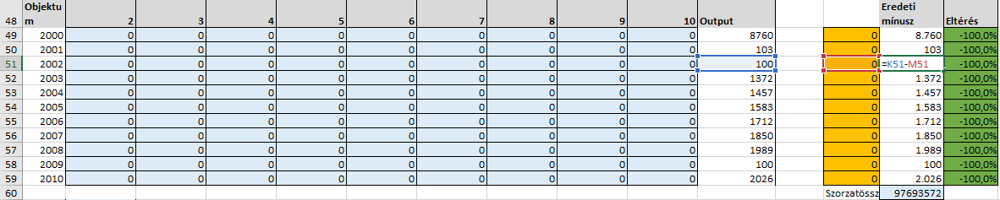 Objektu Eredeti
48 m 2 3 4 5 6 7 8 9 10 Output mínusz Eltérés
49 2000 0 0 0 0 0 0 0 0 0 8760 0 8.760 -100,0%
50 2001 0 0 0 0 0 0 0 0 0 103 0 103 -100,0%
51 2002 0 0 0 0 0 0 0 0 0 100 0 =K51-M51 -100,0%
52 2003 0 0 0 0 0 0 0 0 0 1372 0 1.372 -100,0%
53 2004 0 0 0 0 0 0 0 0 0 1457 0 1.457 -100,0%
54 2005 0 0 0 0 0 0 0 0 0 1583 0 1.583 -100,0%
55 2006 0 0 0 0 0 0 0 0 0 1712 0 1.712 -100,0%
56 2007 0 0 0 0 0 0 0 0 0 1850 0 1.850 -100,0%
57 2008 0 0 0 0 0 0 0 0 0 1989 0 1.989 -100,0%
58 2009 0 0 0 0 0 0 0 0 0 100 0 100 -100,0%
59 2010 0 0 0 0 0 0 0 0 0 2026 0 2.026 -100,0%
60 Szorzatössz 97693572